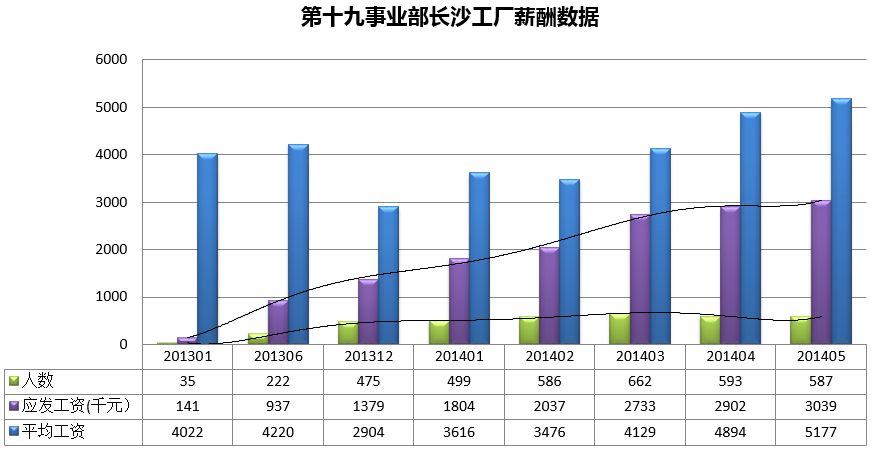 第十九事业部长沙工厂薪酬数据
6000
5000
4000
3000
2000
1000
0
201301 201306 201312 201401 201402 201403 201404 201405
人数 35 222 475 499 586 662 593 587
应发工资(千元） 141 937 1379 1804 2037 2733 2902 3039
平均工资 4022 4220 2904 3616 3476 4129 4894 5177